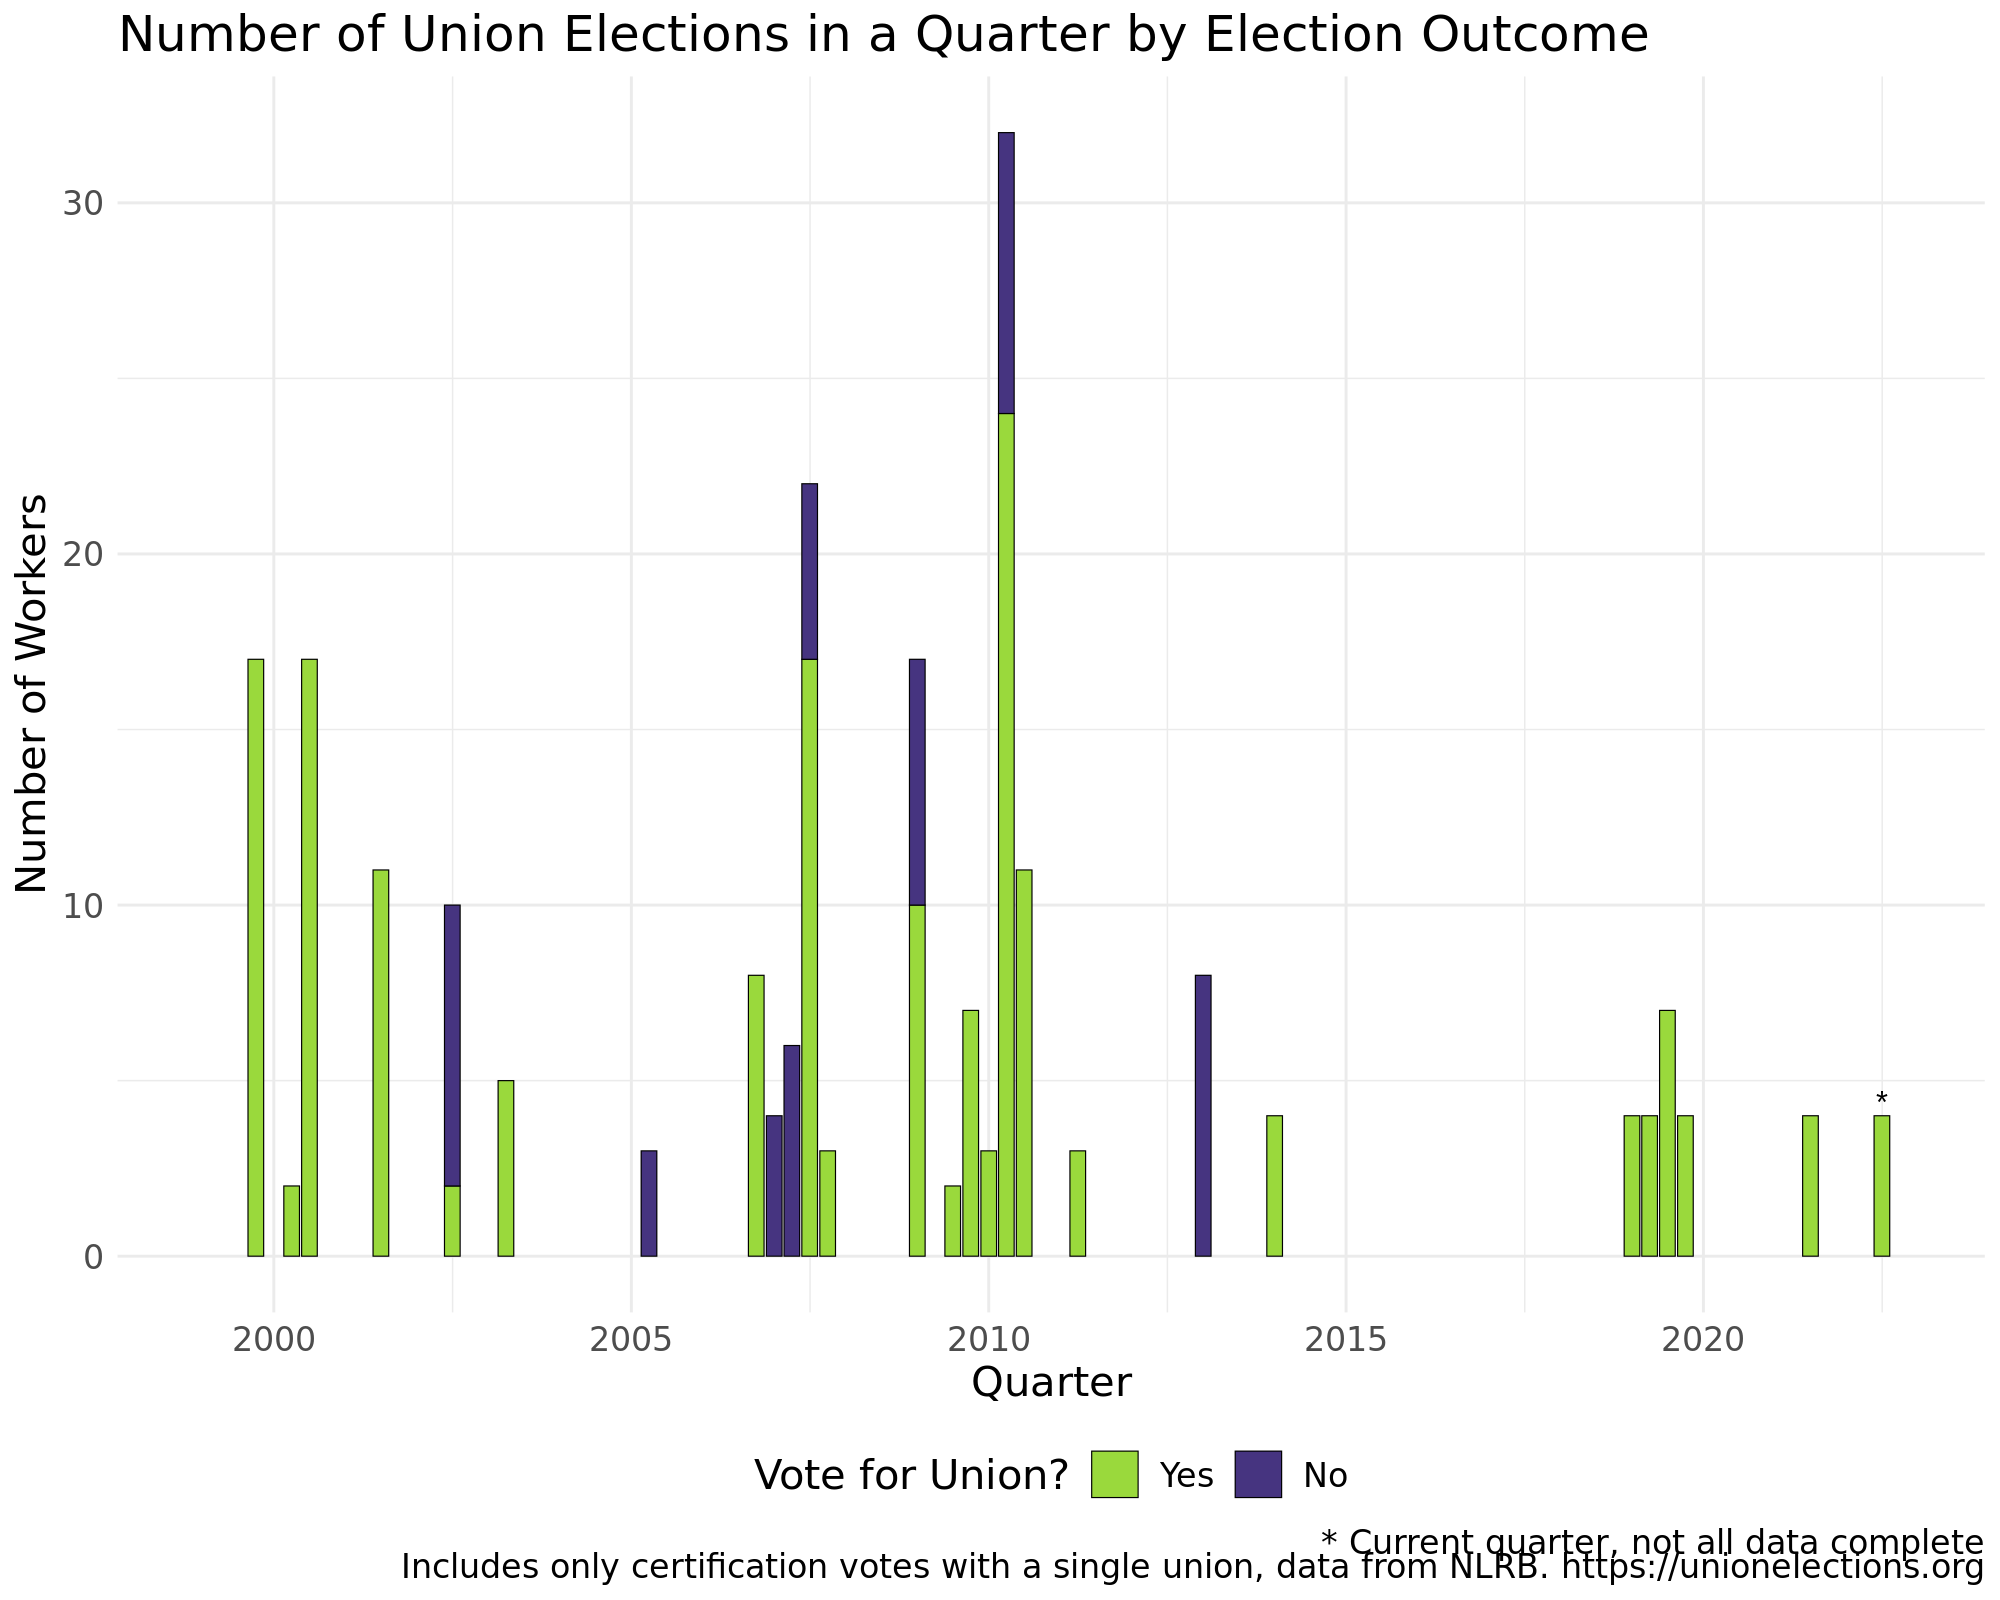 Number of Union Elections in a Quarter by Election Outcome
Number of Workers
30
20
10
0
*
2000 2005 2010 2015 2020
Quarter
Vote for Union? Yes No
* Current quarter, not all data complete
Includes only certification votes with a single union, data from NLRB. https://unionelections.org